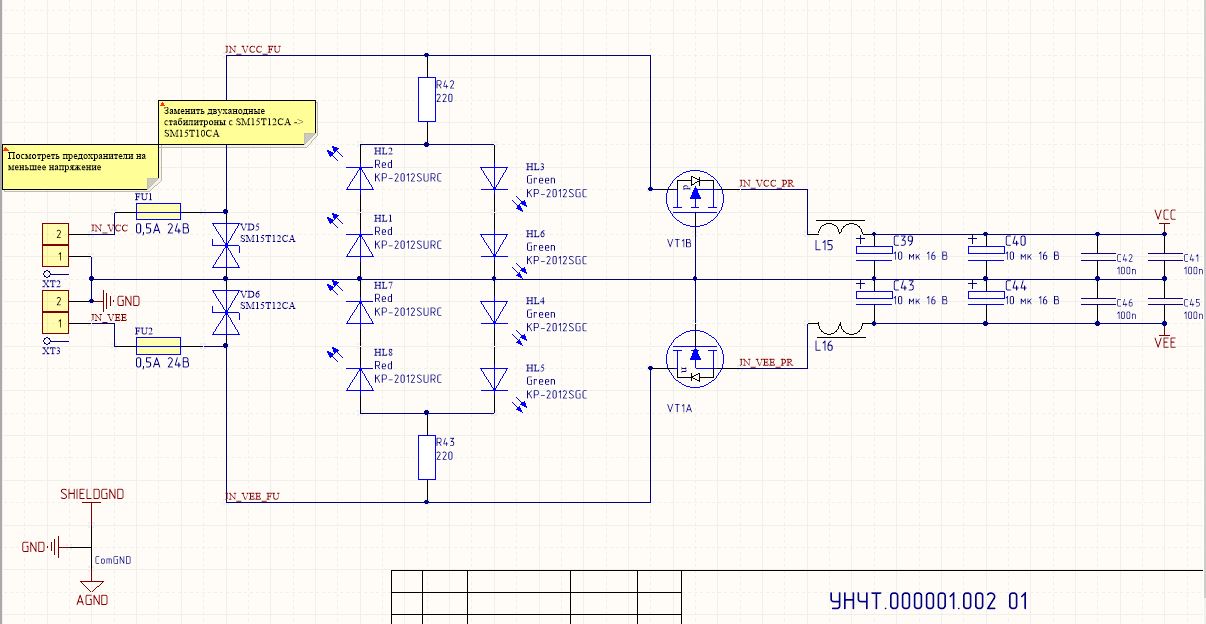 IN_VCC_FU
R42
220
Заменить двуханодные
стабилитроны с SM15T12CA ->
SM15T10CA
Посмотреть предохранители на
меньшее напряжение
HL2
Red
KP-2012SURC
HL3
Green
KP-2012SGC
FU1
0,5A 24В
IN_VCC
2
1
XT2
VD5
SM15T12CA
HL1
Red
KP-2012SURC
HL6
Green
KP-2012SGC
р
VT1B
IN_VCC_PR
L15
VCC
C39
10 мк 16 В
C40
10 мк 16 В
C42
100n
C41
100n
2
1
GND
IN_VEE
XT3
FU2
0,5A 24В
VD6
SM15T12CA
HL7
Red
KP-2012SURC
HL4
Green
KP-2012SGC
C43
10 мк 16 В
C44
10 мк 16 В
C46
100n
C45
100n
L16
VEE
HL8
Red
KP-2012SURC
HL5
Green
KP-2012SGC
n
VT1A
IN_VEE_PR
R43
220
IN_VEE_FU
SHIELDGND
GND
ComGND
AGND
УНЧТ.000001.002 01